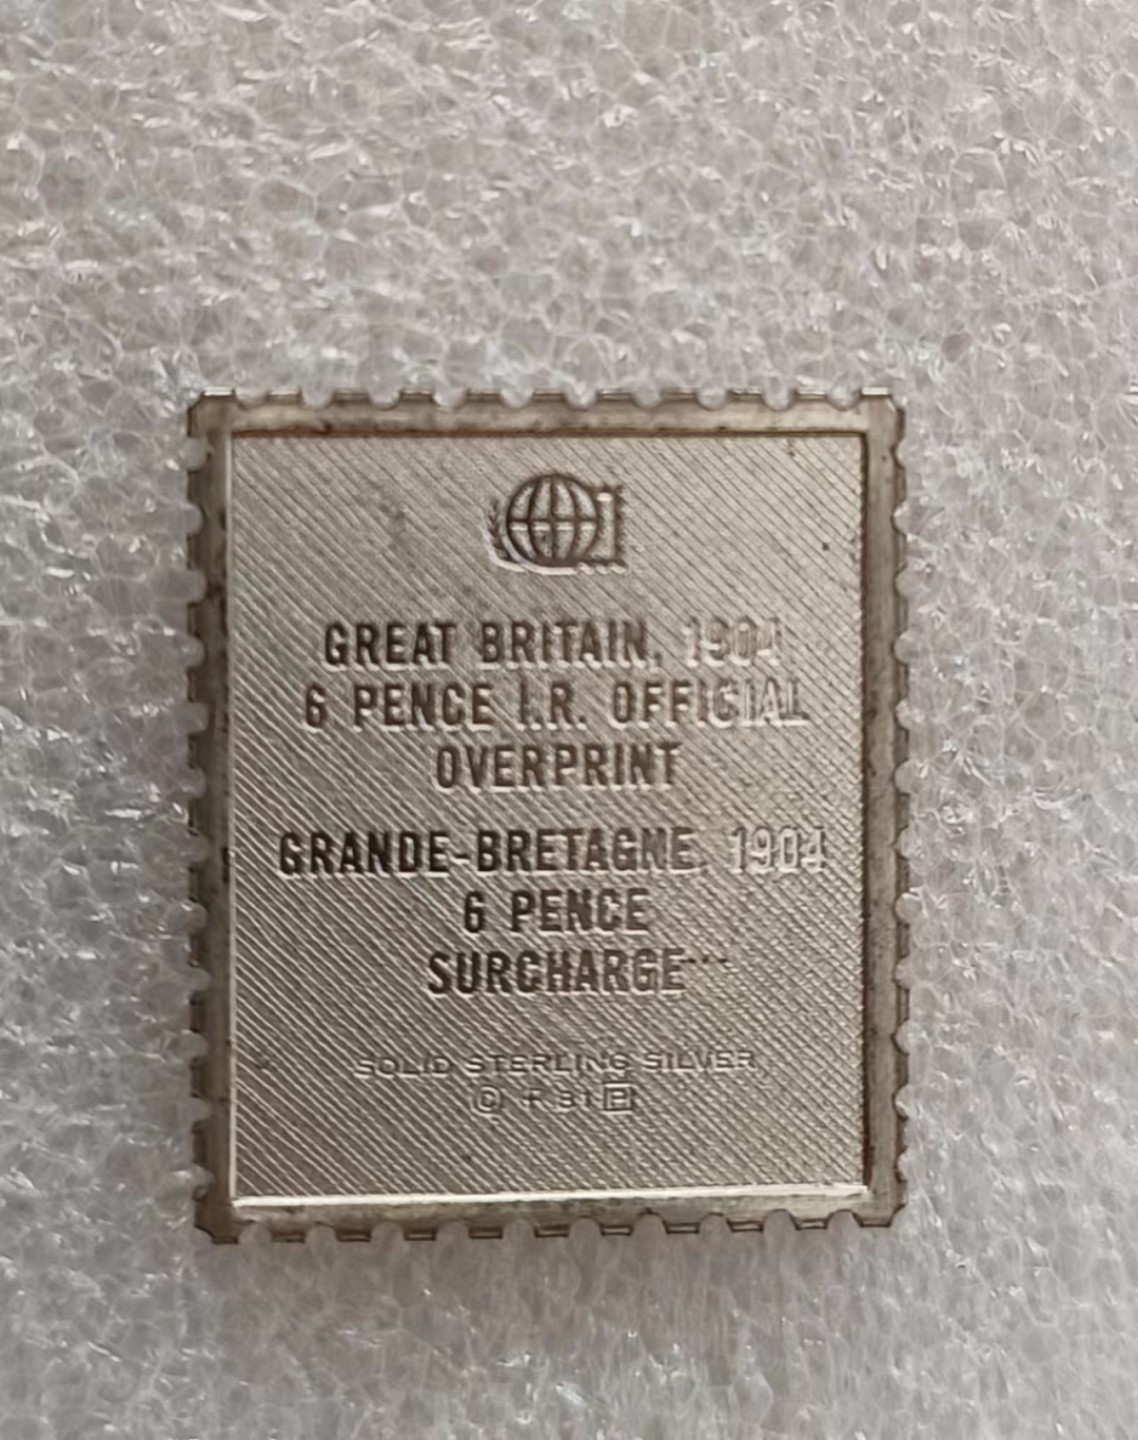 GREAT BRITAIN, 1904
6 PENCE I.R. OFFICIAL
OVERPRINT
GRANDE-BRETAGNE, 1904
6 PENCE
SURCHARGE...
SOLID STERLING SILVER
©